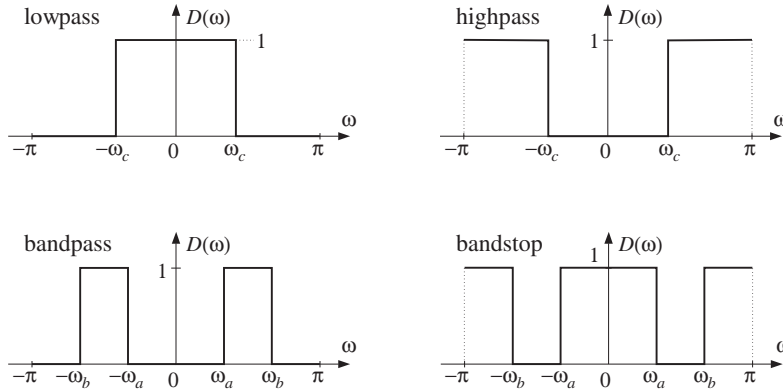 lowpass
D(ω)
1
ω
−π
−ω_c
0
ω_c
π
highpass
D(ω)
1
ω
−π
−ω_c
0
ω_c
π
bandpass
D(ω)
1
ω
−π
−ω_b
−ω_a
0
ω_a
ω_b
π
bandstop
D(ω)
1
ω
−π
−ω_b
−ω_a
0
ω_a
ω_b
π